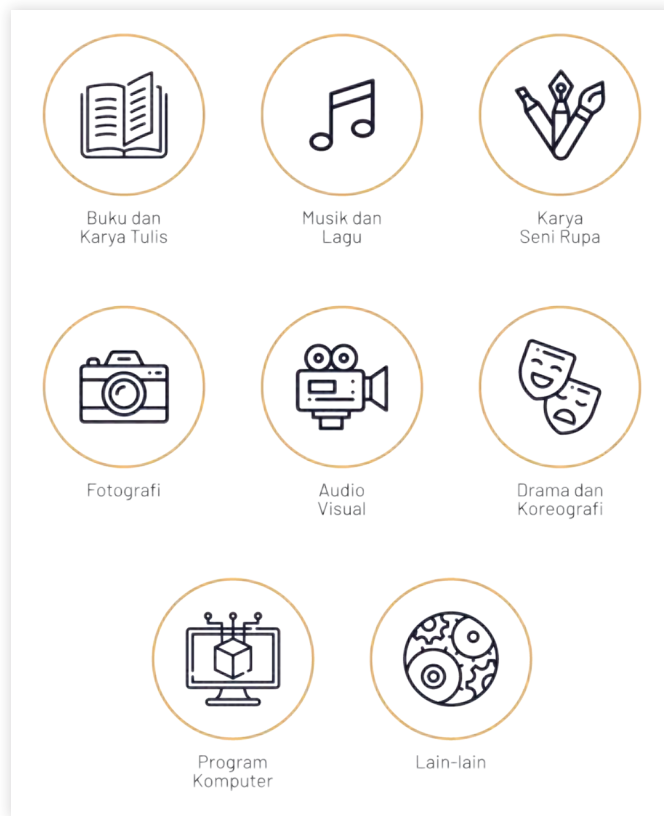 Buku dan
Karya Tulis
Musik dan
Lagu
Karya
Seni Rupa
Fotografi
Audio
Visual
Drama dan
Koreografi
Program
Komputer
Lain-lain